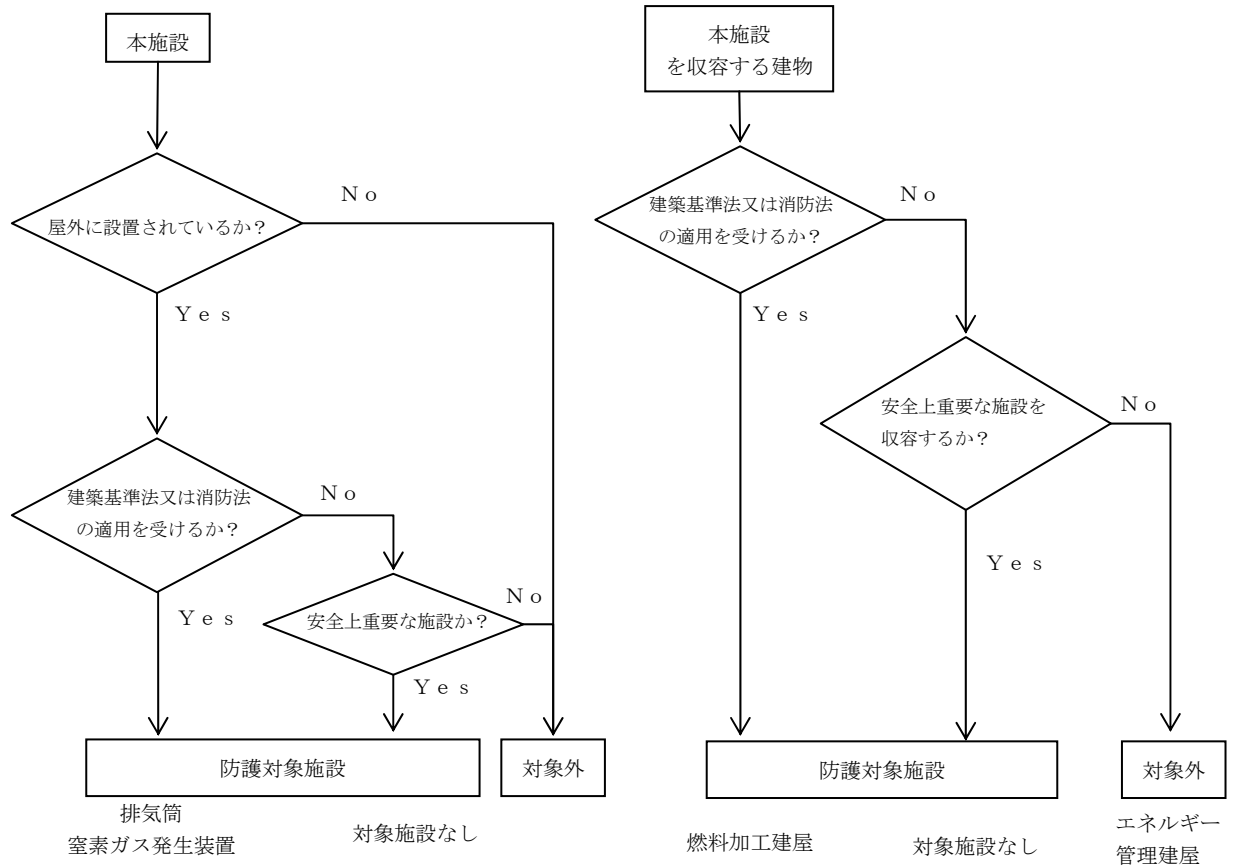 本施設
屋外に設置されているか？
Ｎｏ
Ｙｅｓ
建築基準法又は消防法
の適用を受けるか？
Ｎｏ
Ｙｅｓ
安全上重要な施設か？
Ｎｏ
Ｙｅｓ
防護対象施設
対象外
排気筒
窒素ガス発生装置
対象施設なし
本施設
を収容する建物
建築基準法又は消防法
の適用を受けるか？
Ｎｏ
Ｙｅｓ
安全上重要な施設を
収容するか？
Ｎｏ
Ｙｅｓ
防護対象施設
対象外
燃料加工建屋
対象施設なし
エネルギー
管理建屋